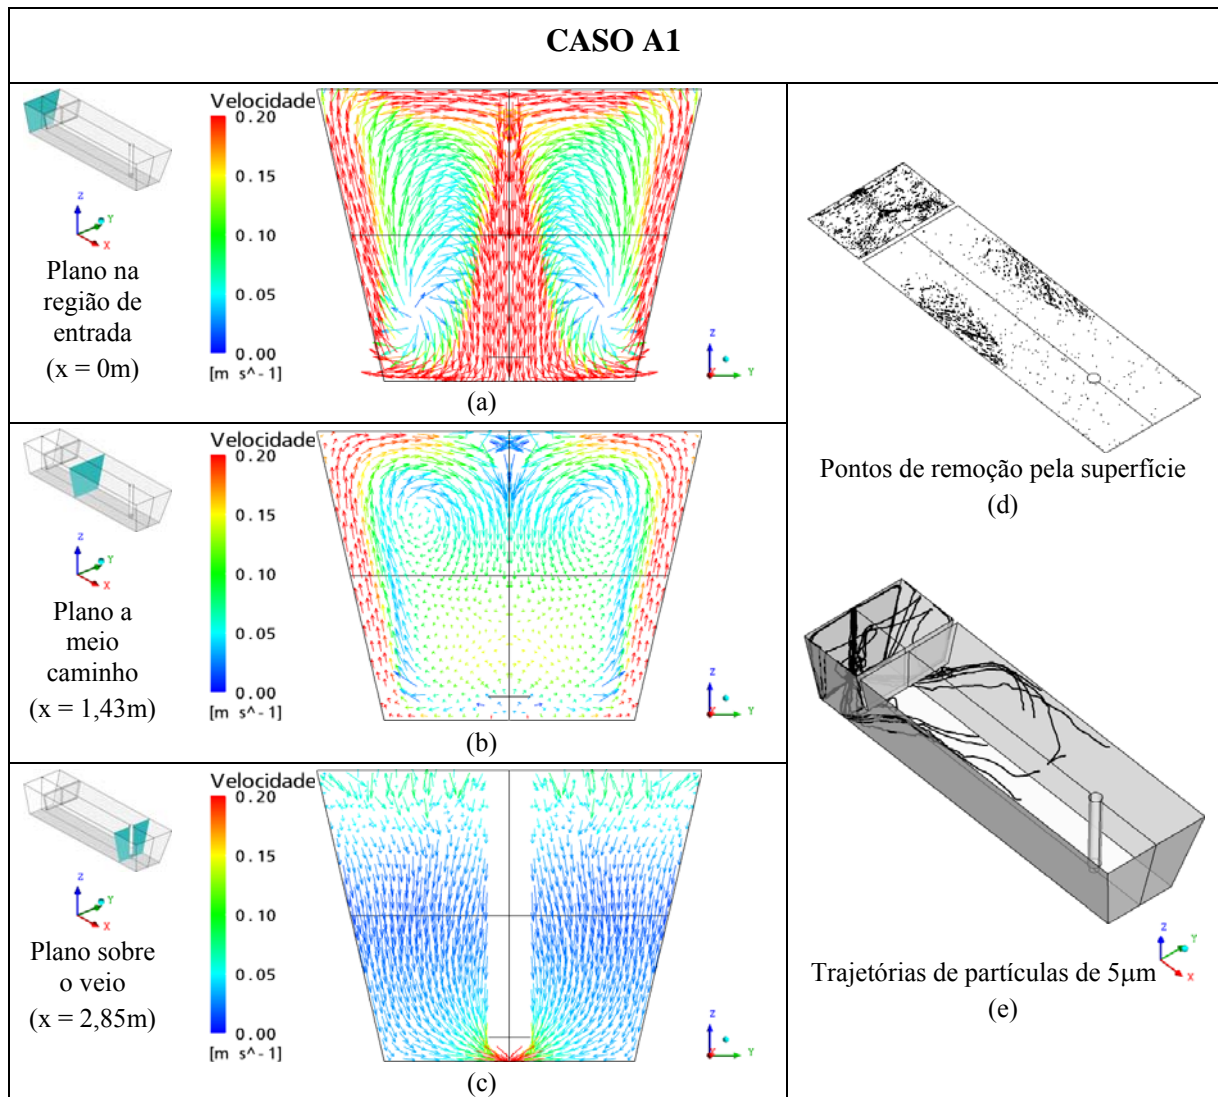 CASO A1
Z
Y
X
Plano na
região de
entrada
(x = 0m)
Velocidade
0.20
0.15
0.10
0.05
0.00
[m s^-1]
Z
X
Y
(a)
Z
Y
X
Plano a
meio
caminho
(x = 1,43m)
Velocidade
0.20
0.15
0.10
0.05
0.00
[m s^-1]
Z
X
Y
(b)
Z
Y
X
Plano sobre
o veio
(x = 2,85m)
Velocidade
0.20
0.15
0.10
0.05
0.00
[m s^-1]
Z
X
Y
(c)
Pontos de remoção pela superfície
(d)
Z
Y
X
Trajetórias de partículas de 5μm
(e)